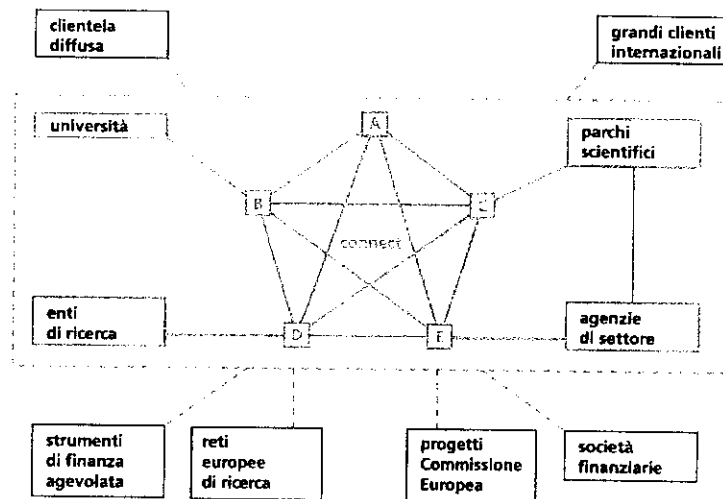 clientela
diffusa
grandi clienti
internazionali
università
A
parchi
scientifici
B
C
connect
enti
di ricerca
D
E
agenzie
di settore
strumenti
di finanza
agevolata
reti
europee
di ricerca
progetti
Commissione
Europea
società
finanziarie